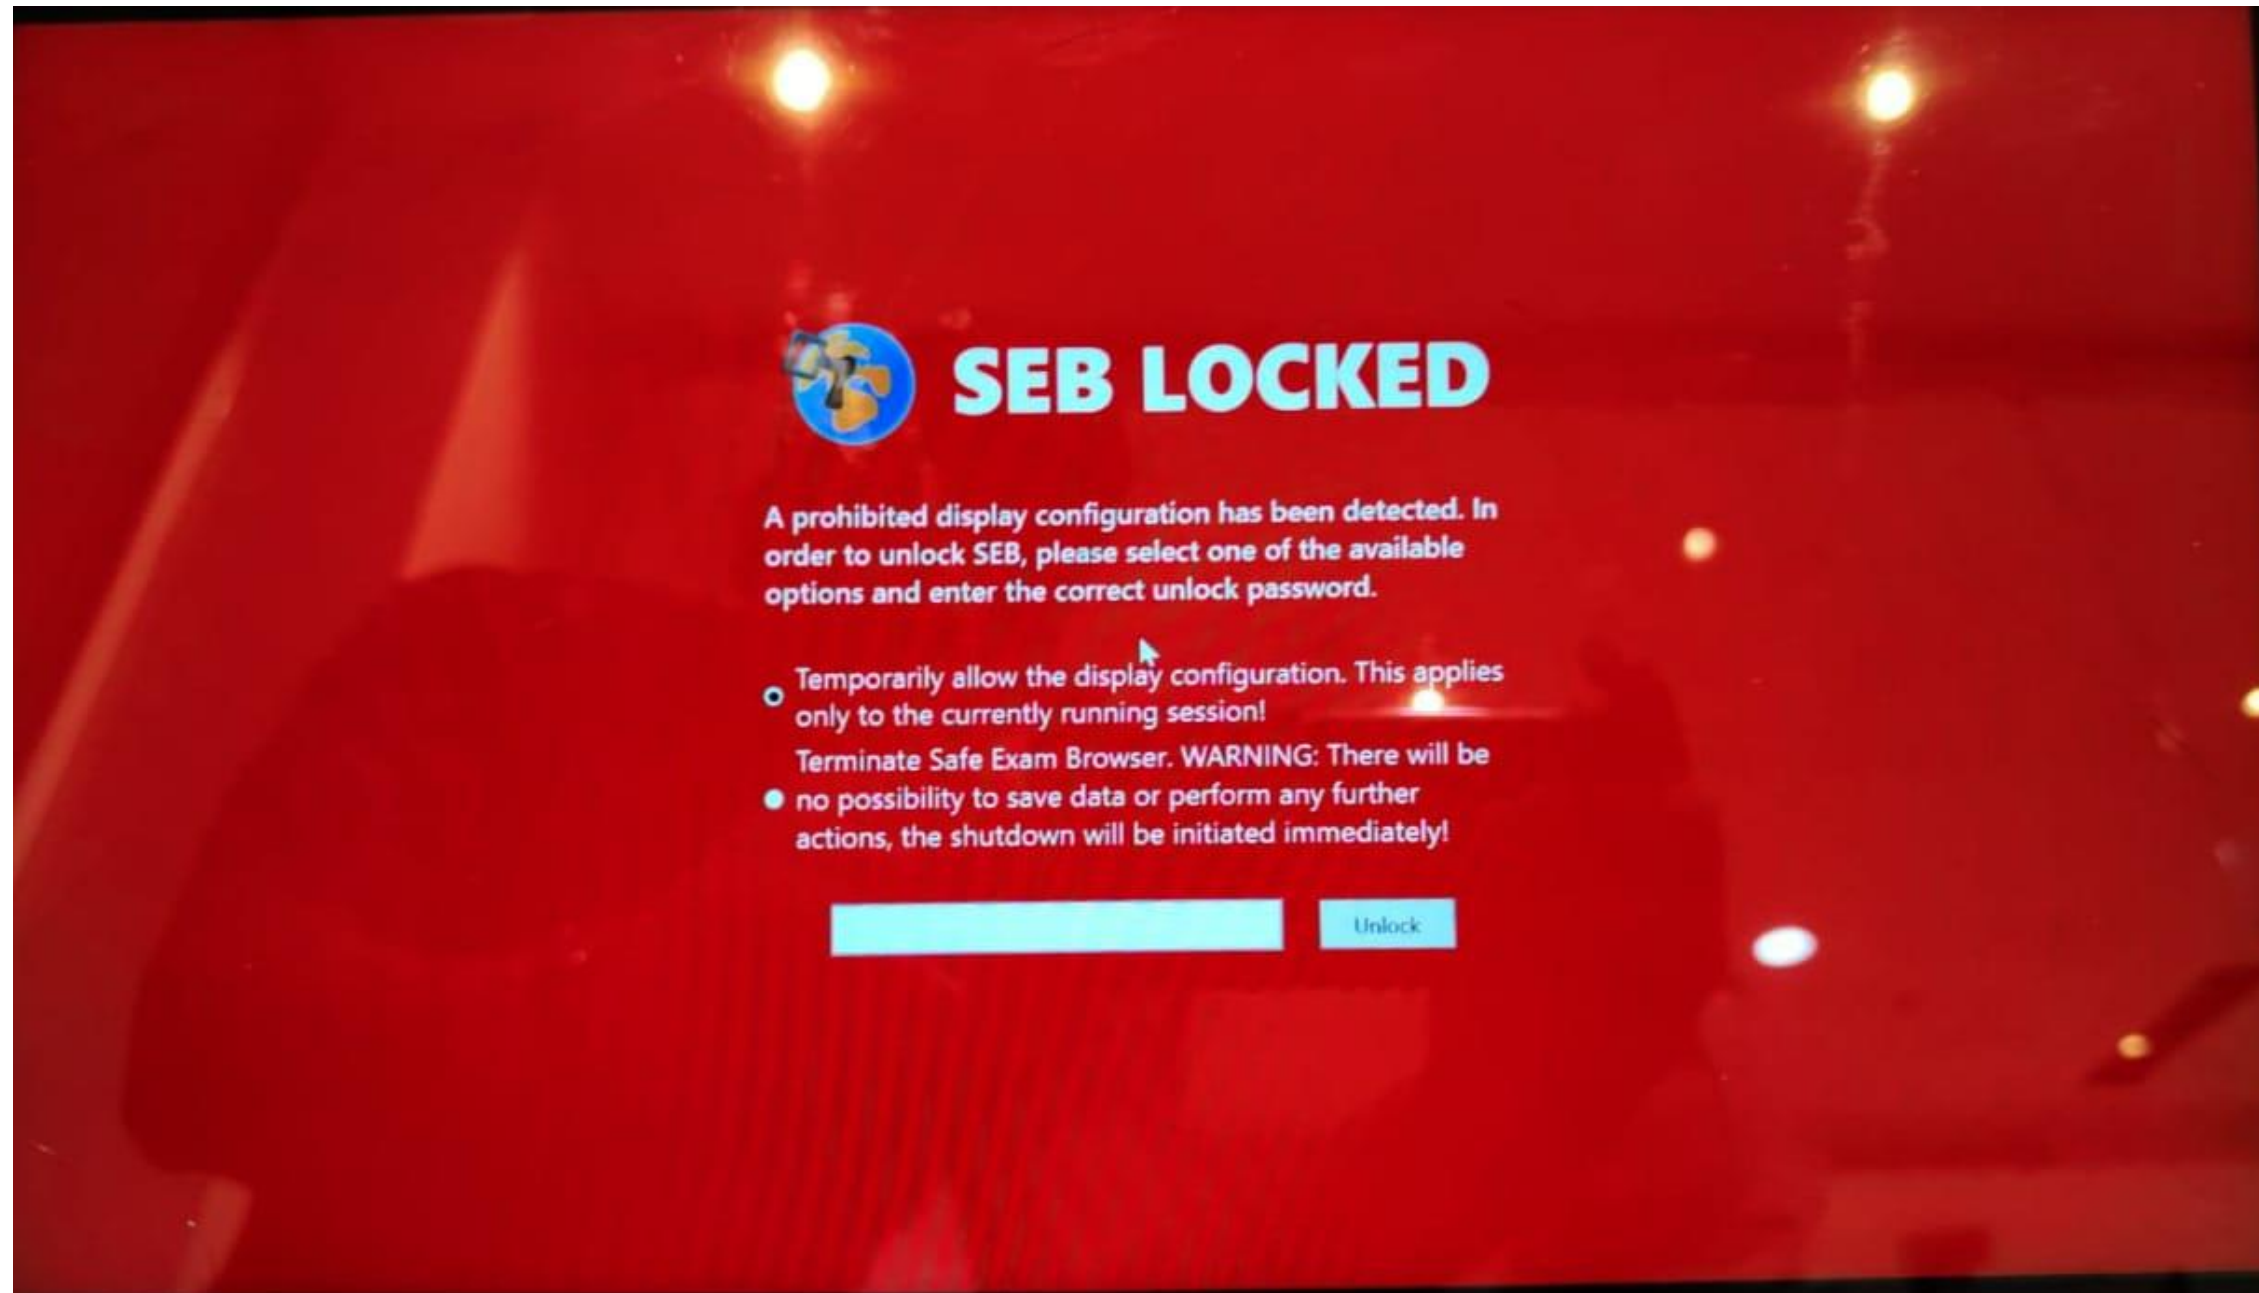 SEB LOCKED
A prohibited display configuration has been detected. In
order to unlock SEB, please select one of the available
options and enter the correct unlock password.
Temporarily allow the display configuration. This applies
only to the currently running session!
Terminate Safe Exam Browser. WARNING: There will be
no possibility to save data or perform any further
actions, the shutdown will be initiated immediately!
Unlock